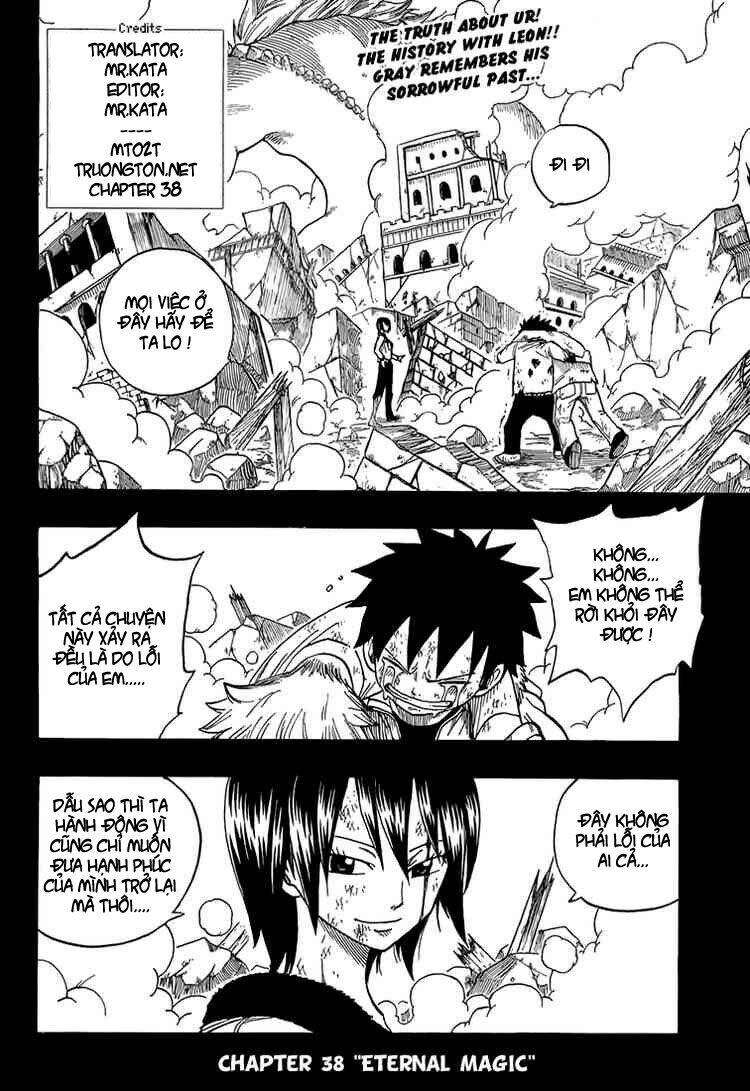 Credits
TRANSLATOR:
MR.KATA
EDITOR:
MR.KATA
----
MTO2T
TRUONGTON.NET
CHAPTER 38
THE TRUTH ABOUT UR!
THE HISTORY WITH LEON!!
GRAY REMEMBERS HIS
SORROWFUL PAST...
ĐI ĐI
MỌI VIỆC Ở
ĐÂY HÃY ĐỂ
TA LO !
KHÔNG...
KHÔNG...
EM KHÔNG THỂ
RỜI KHỎI ĐÂY
ĐƯỢC !
TẤT CẢ CHUYỆN
NÀY XẢY RA
ĐỀU LÀ DO LỖI
CỦA EM.....
ĐÂY KHÔNG
PHẢI LỖI CỦA
AI CẢ...
DẪU SAO THÌ TA
HÀNH ĐỘNG VÌ
CŨNG CHỈ MUỐN
ĐƯA HẠNH PHÚC
CỦA MÌNH TRỞ LẠI
MÀ THÔI....
CHAPTER 38 "ETERNAL MAGIC"